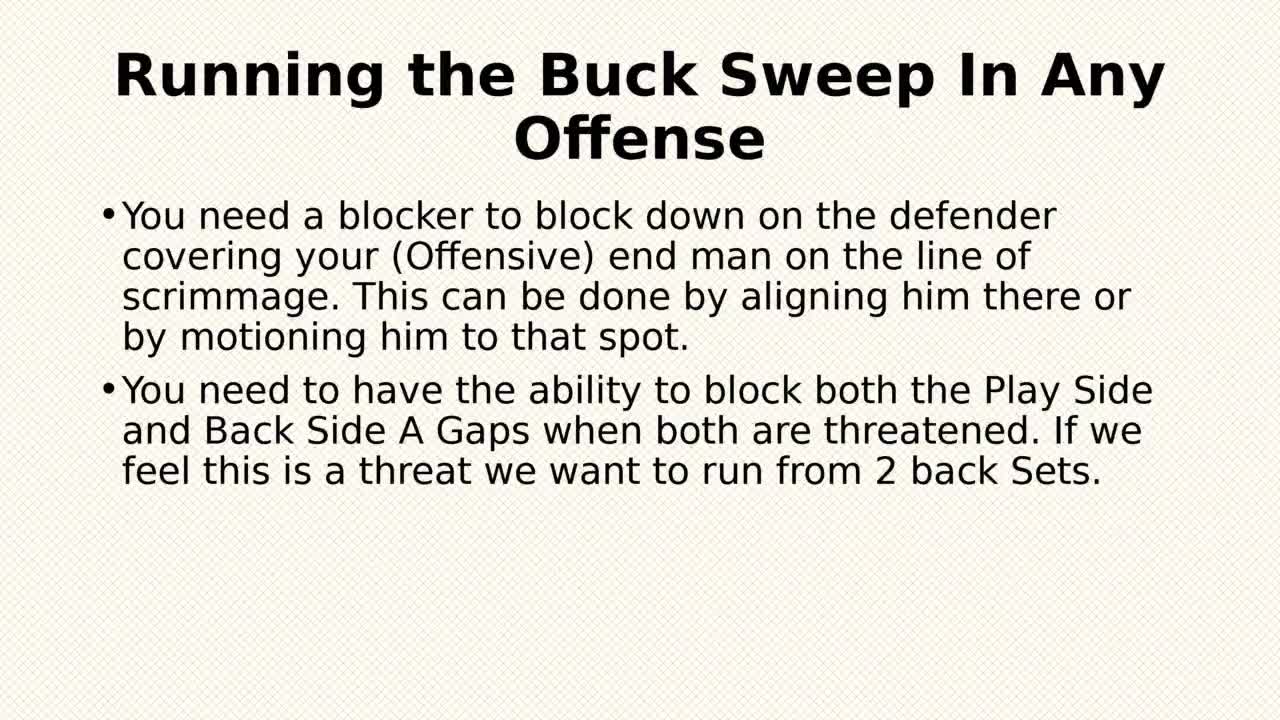 Running the Buck Sweep In Any
Offense
•You need a blocker to block down on the defender
covering your (Offensive) end man on the line of
scrimmage. This can be done by aligning him there or
by motioning him to that spot.
•You need to have the ability to block both the Play Side
and Back Side A Gaps when both are threatened. If we
feel this is a threat we want to run from 2 back Sets.